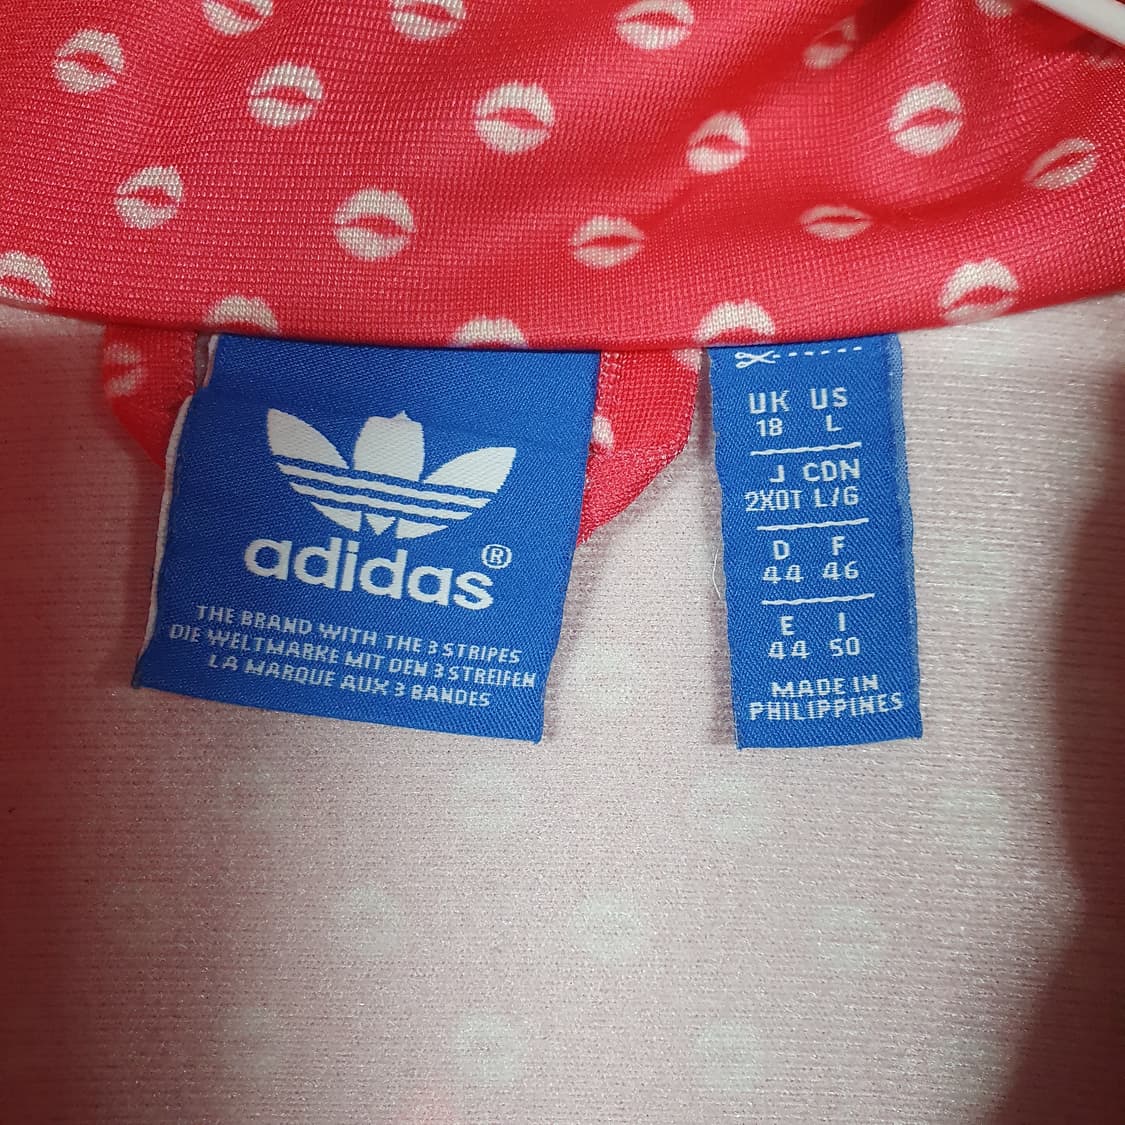 adidas®
THE BRAND WITH THE 3 STRIPES
DIE WELTMARKE MIT DEN 3 STREIFEN
LA MARQUE AUX 3 BANDES
UK US
18 L
J CDN
2XOT L/G
D F
44 46
E I
44 50
MADE IN
PHILIPPINES